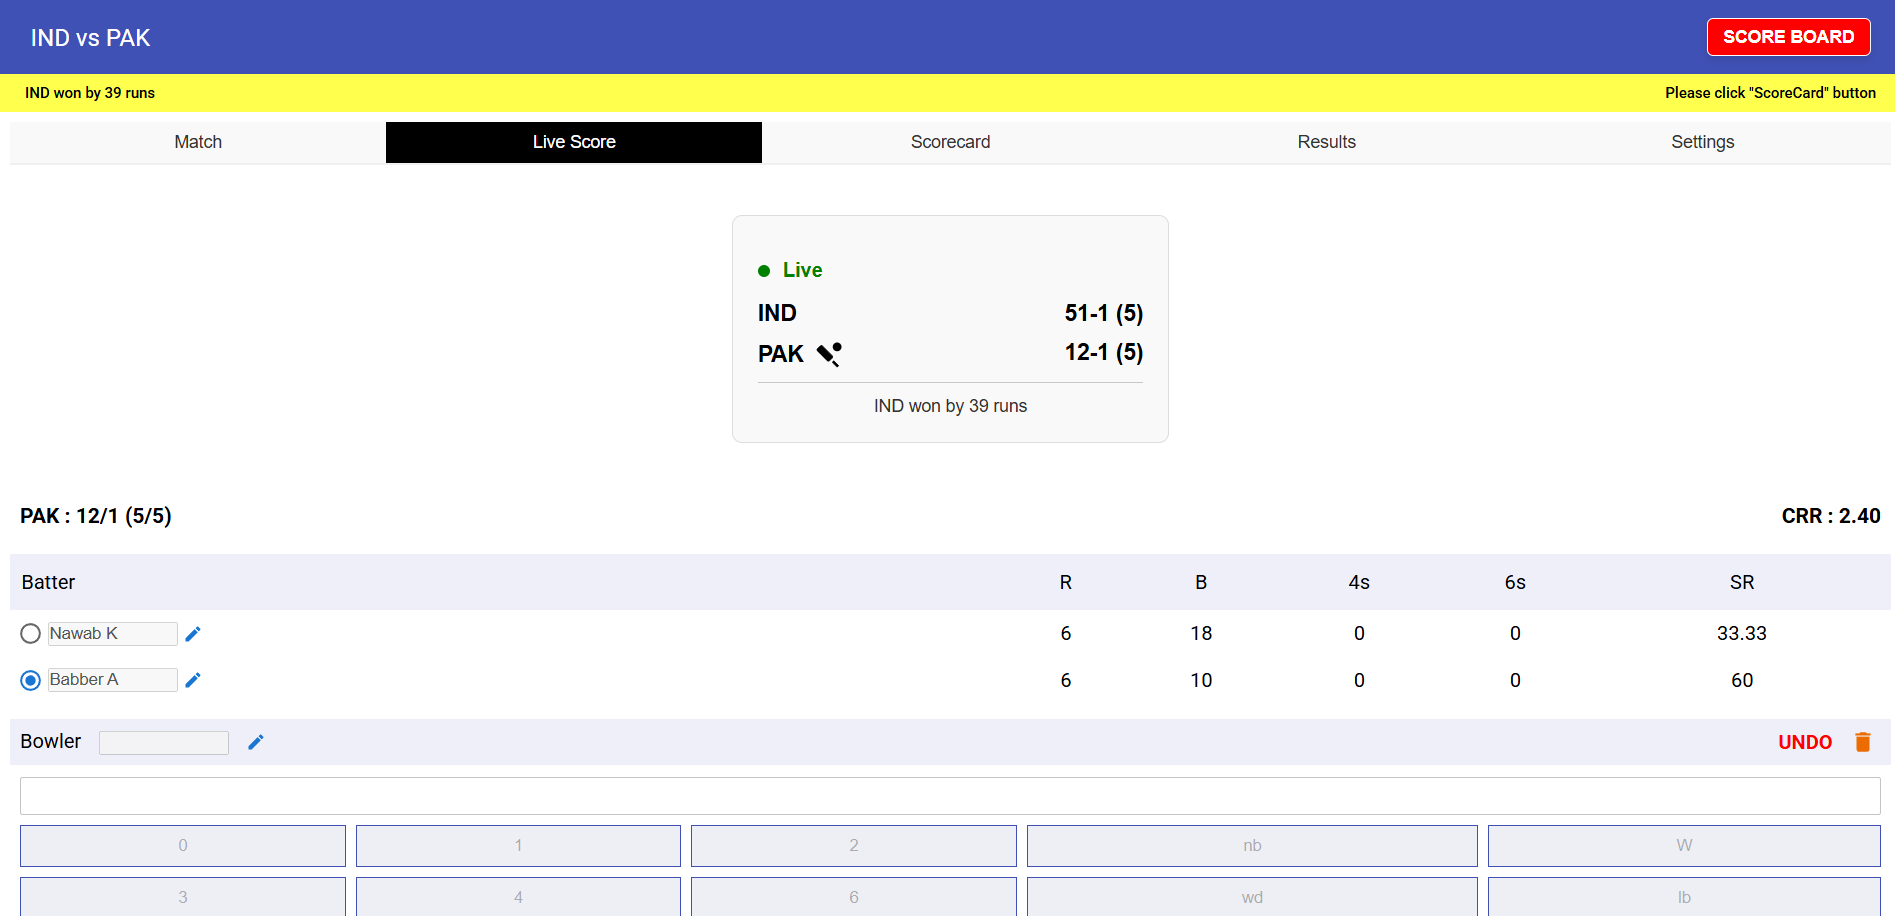 IND vs PAK
SCORE BOARD
IND won by 39 runs
Please click "ScoreCard" button
Match
Live Score
Scorecard
Results
Settings
Live
IND 51-1 (5)
PAK 12-1 (5)
IND won by 39 runs
PAK : 12/1 (5/5)
CRR : 2.40
Batter R B 4s 6s SR
Nawab K 6 18 0 0 33.33
Babber A 6 10 0 0 60
Bowler
UNDO
0 1 2 nb W
3 4 6 wd lb